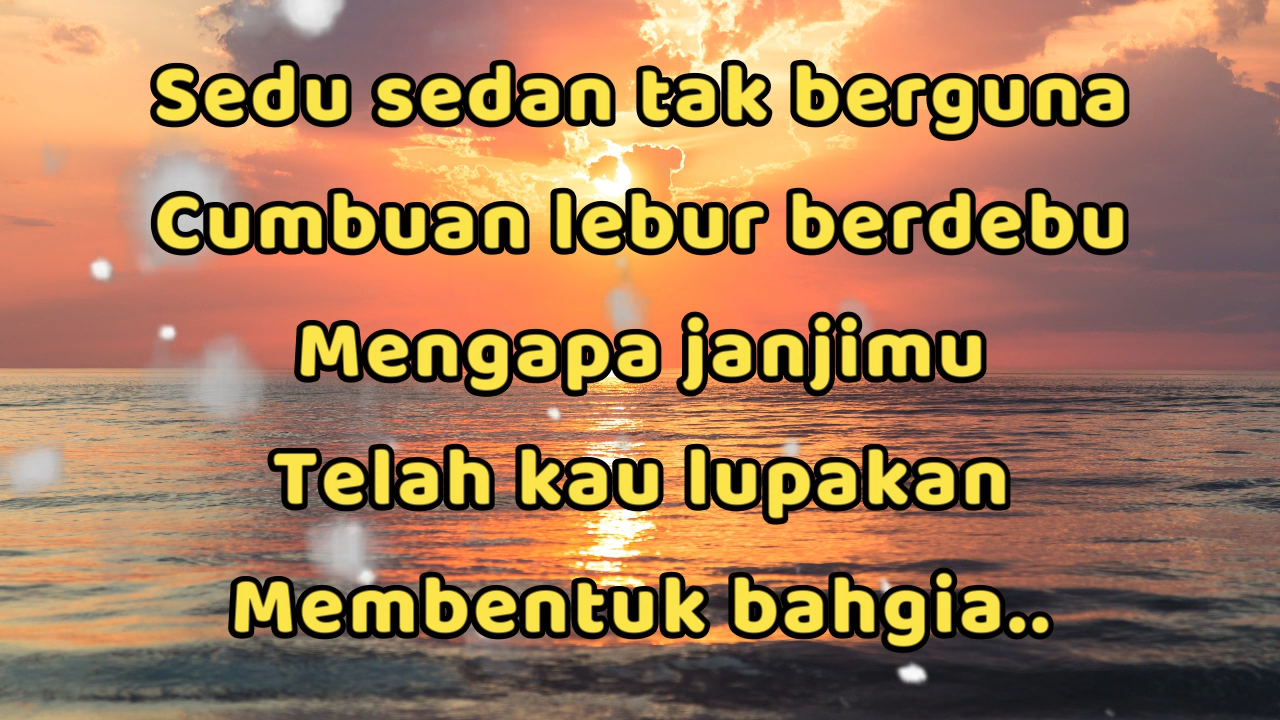 Sedu sedan tak berguna
Cumbuan lebur berdebu
Mengapa janjimu
Telah kau lupakan
Membentuk bahgia..